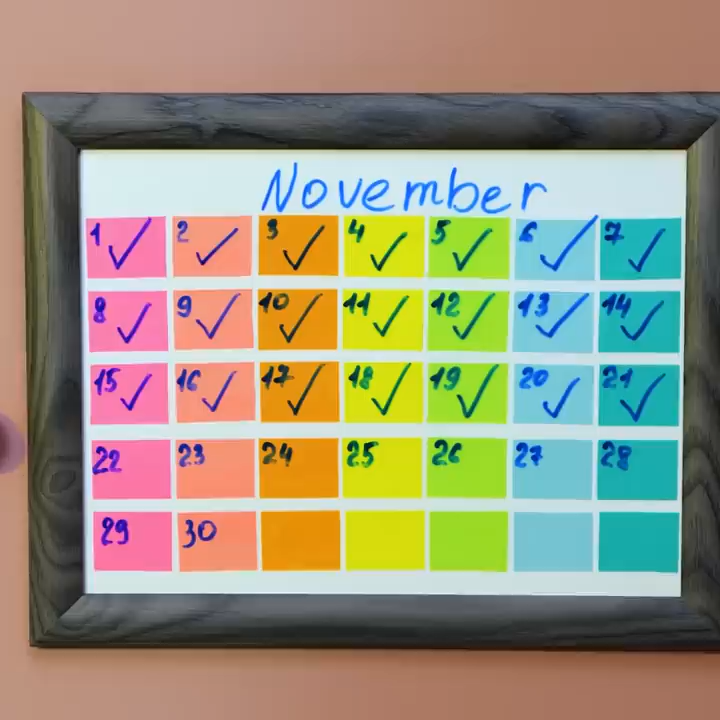 November
1 ✓ 2 ✓ 3 ✓ 4 ✓ 5 ✓ 6 ✓ 7 ✓
8 ✓ 9 ✓ 10 ✓ 11 ✓ 12 ✓ 13 ✓ 14 ✓
15 ✓ 16 ✓ 17 ✓ 18 ✓ 19 ✓ 20 ✓ 21 ✓
22 23 24 25 26 27 28
29 30